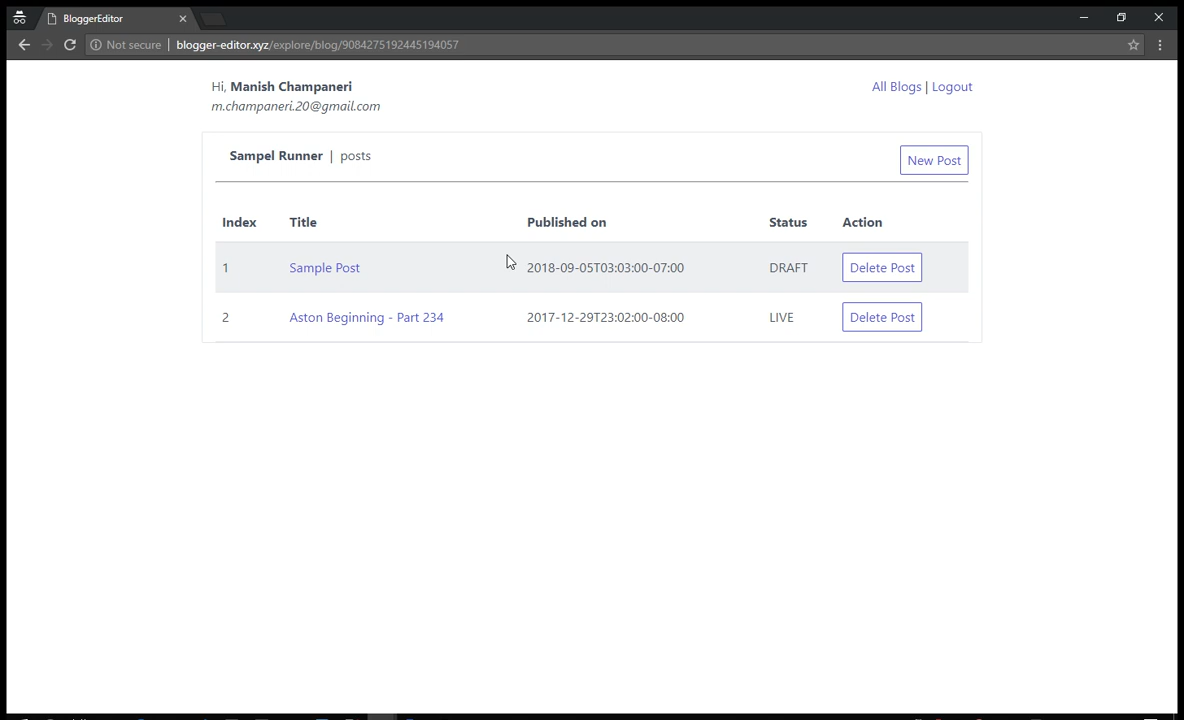 BloggerEditor
Not secure | blogger-editor.xyz/explore/blog/9084275192445194057
Hi, Manish Champaneri
All Blogs | Logout
m.champaneri.20@gmail.com
Sampel Runner | posts
New Post
Index Title Published on Status Action
1 Sample Post 2018-09-05T03:03:00-07:00 DRAFT Delete Post
2 Aston Beginning - Part 234 2017-12-29T23:02:00-08:00 LIVE Delete Post